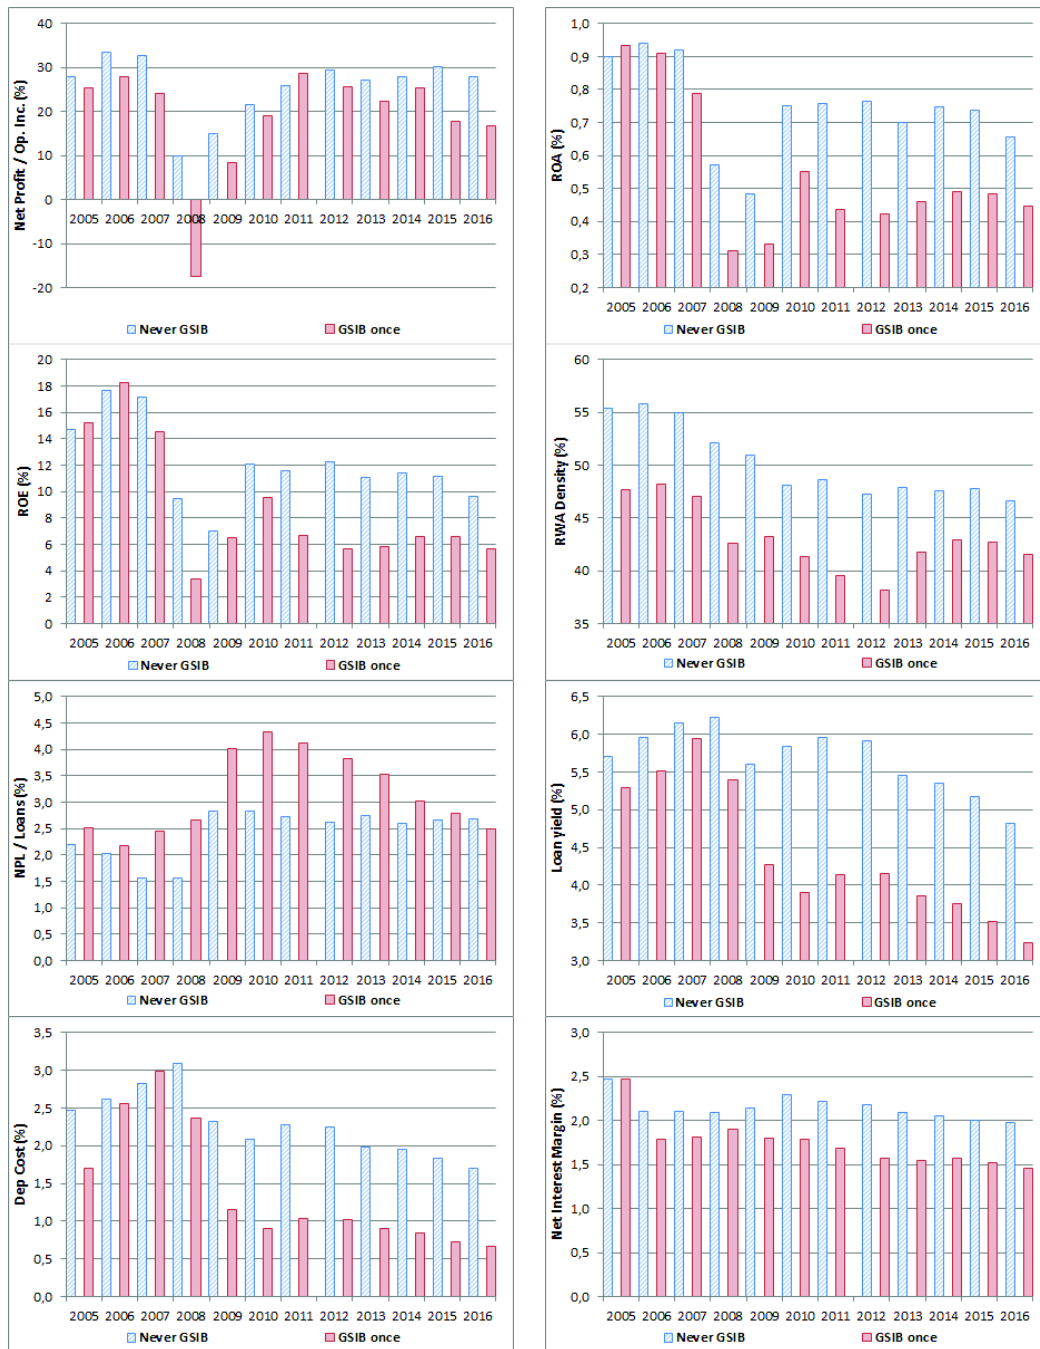 Net Profit / Op. Inc. (%)
40
30
20
10
0
-10
-20
2005 2006 2007 2008 2009 2010 2011 2012 2013 2014 2015 2016
Never GSIB GSIB once
ROA (%)
1,0
0,9
0,8
0,7
0,6
0,5
0,4
0,3
0,2
2005 2006 2007 2008 2009 2010 2011 2012 2013 2014 2015 2016
Never GSIB GSIB once
ROE (%)
20
18
16
14
12
10
8
6
4
2
0
2005 2006 2007 2008 2009 2010 2011 2012 2013 2014 2015 2016
Never GSIB GSIB once
RWA Density (%)
60
55
50
45
40
35
2005 2006 2007 2008 2009 2010 2011 2012 2013 2014 2015 2016
Never GSIB GSIB once
NPL / Loans (%)
5,0
4,5
4,0
3,5
3,0
2,5
2,0
1,5
1,0
0,5
0,0
2005 2006 2007 2008 2009 2010 2011 2012 2013 2014 2015 2016
Never GSIB GSIB once
Loan yield (%)
6,5
6,0
5,5
5,0
4,5
4,0
3,5
3,0
2005 2006 2007 2008 2009 2010 2011 2012 2013 2014 2015 2016
Never GSIB GSIB once
Dep Cost (%)
3,5
3,0
2,5
2,0
1,5
1,0
0,5
0,0
2005 2006 2007 2008 2009 2010 2011 2012 2013 2014 2015 2016
Never GSIB GSIB once
Net Interest Margin (%)
3,0
2,5
2,0
1,5
1,0
0,5
0,0
2005 2006 2007 2008 2009 2010 2011 2012 2013 2014 2015 2016
Never GSIB GSIB once